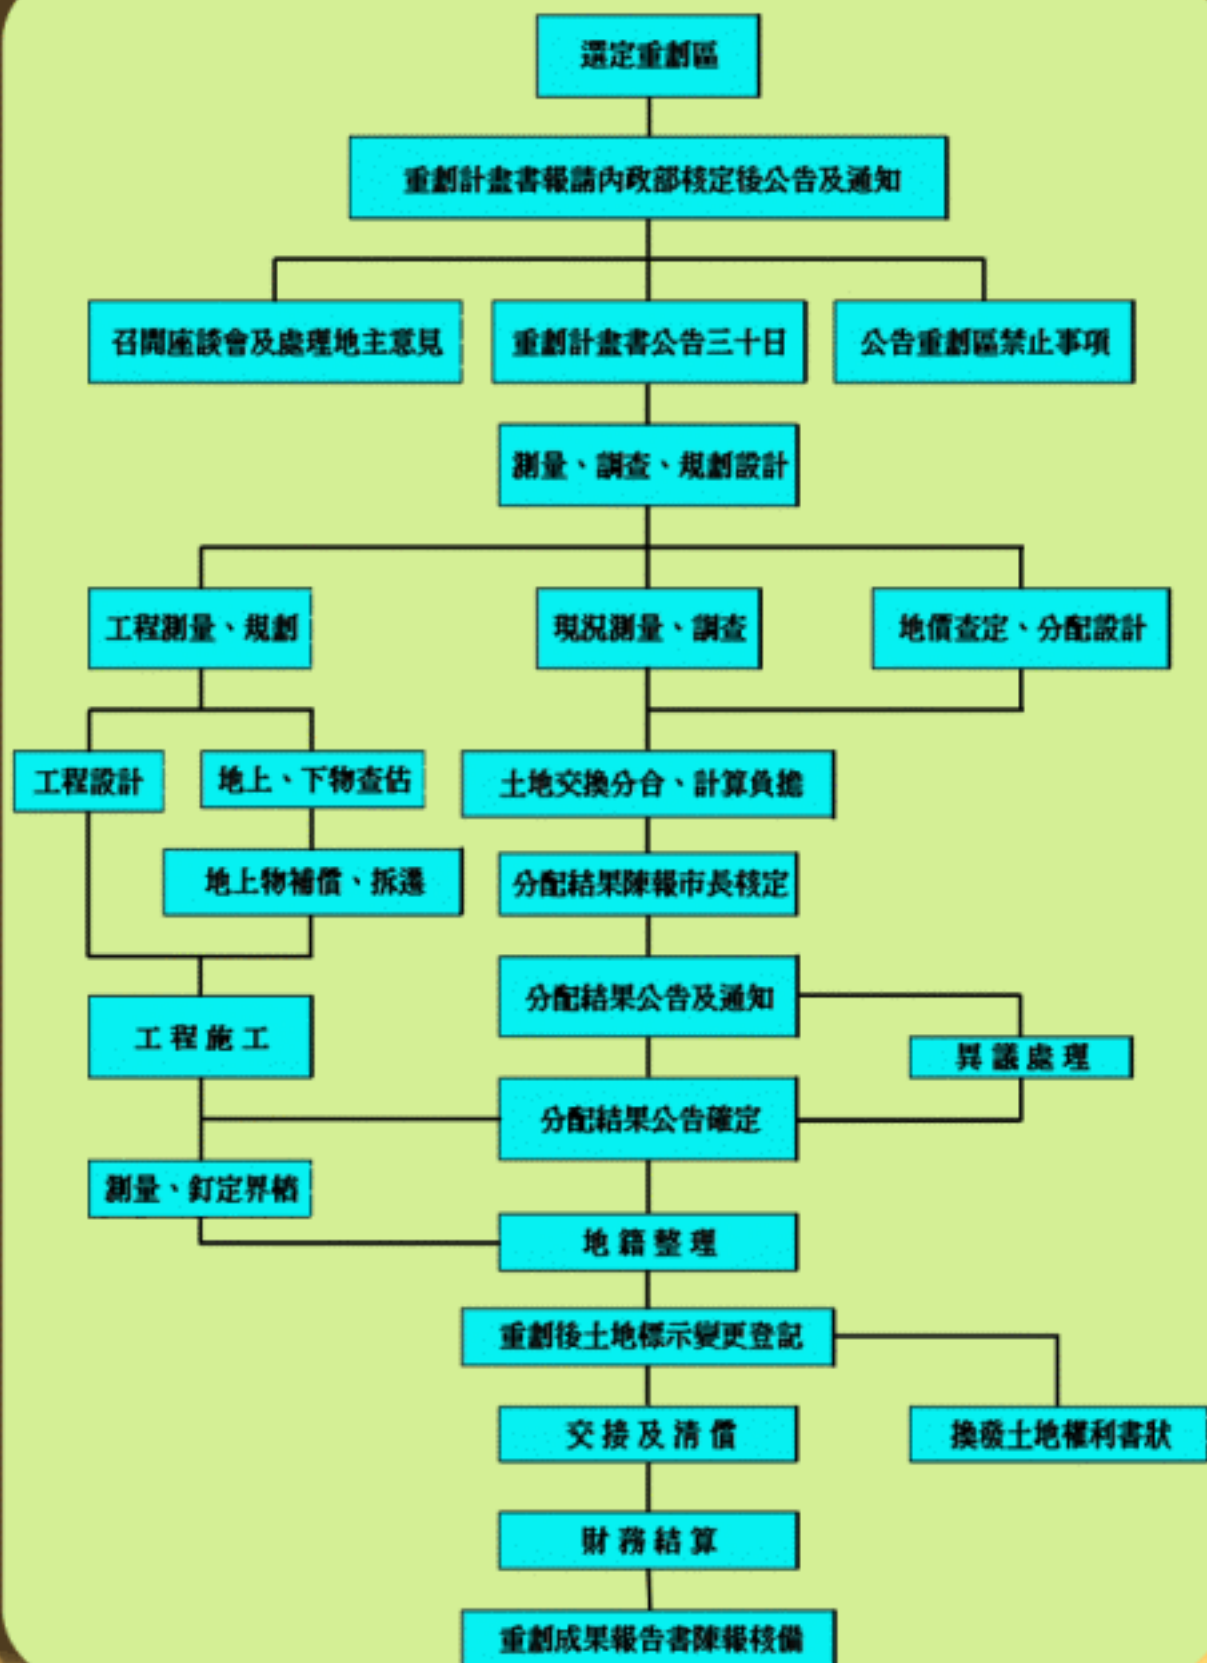 選定重劃區
重劃計畫書報請內政部核定後公告及通知
召開座談會及處理地主意見
重劃計畫書公告三十日
公告重劃區禁止事項
測量、調查、規劃設計
工程測量、規劃
現況測量、調查
地價查定、分配設計
工程設計
地上、下物查估
土地交換分合、計算負擔
地上物補償、拆遷
分配結果陳報市長核定
分配結果公告及通知
工程施工
異議處理
分配結果公告確定
測量、釘定界樁
地籍整理
重劃後土地標示變更登記
交接及清償
換發土地權利書狀
財務結算
重劃成果報告書陳報核備